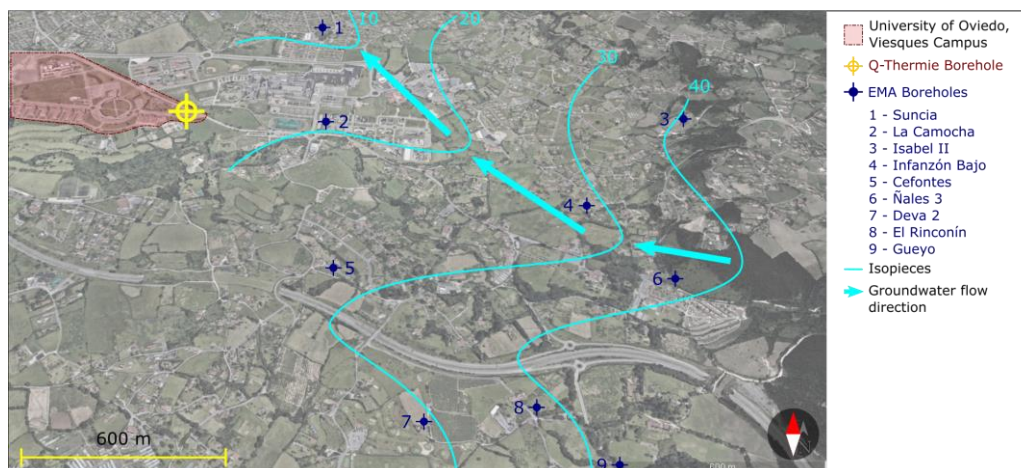 10
20
30
40
1
2
3
4
5
6
7
8
9
600 m
600 m
University of Oviedo,
Viesques Campus
Q-Thermie Borehole
EMA Boreholes
1 - Suncia
2 - La Camocha
3 - Isabel II
4 - Infanzón Bajo
5 - Cefontes
6 - Ñales 3
7 - Deva 2
8 - El Rinconín
9 - Gueyo
Isopieces
Groundwater flow
direction